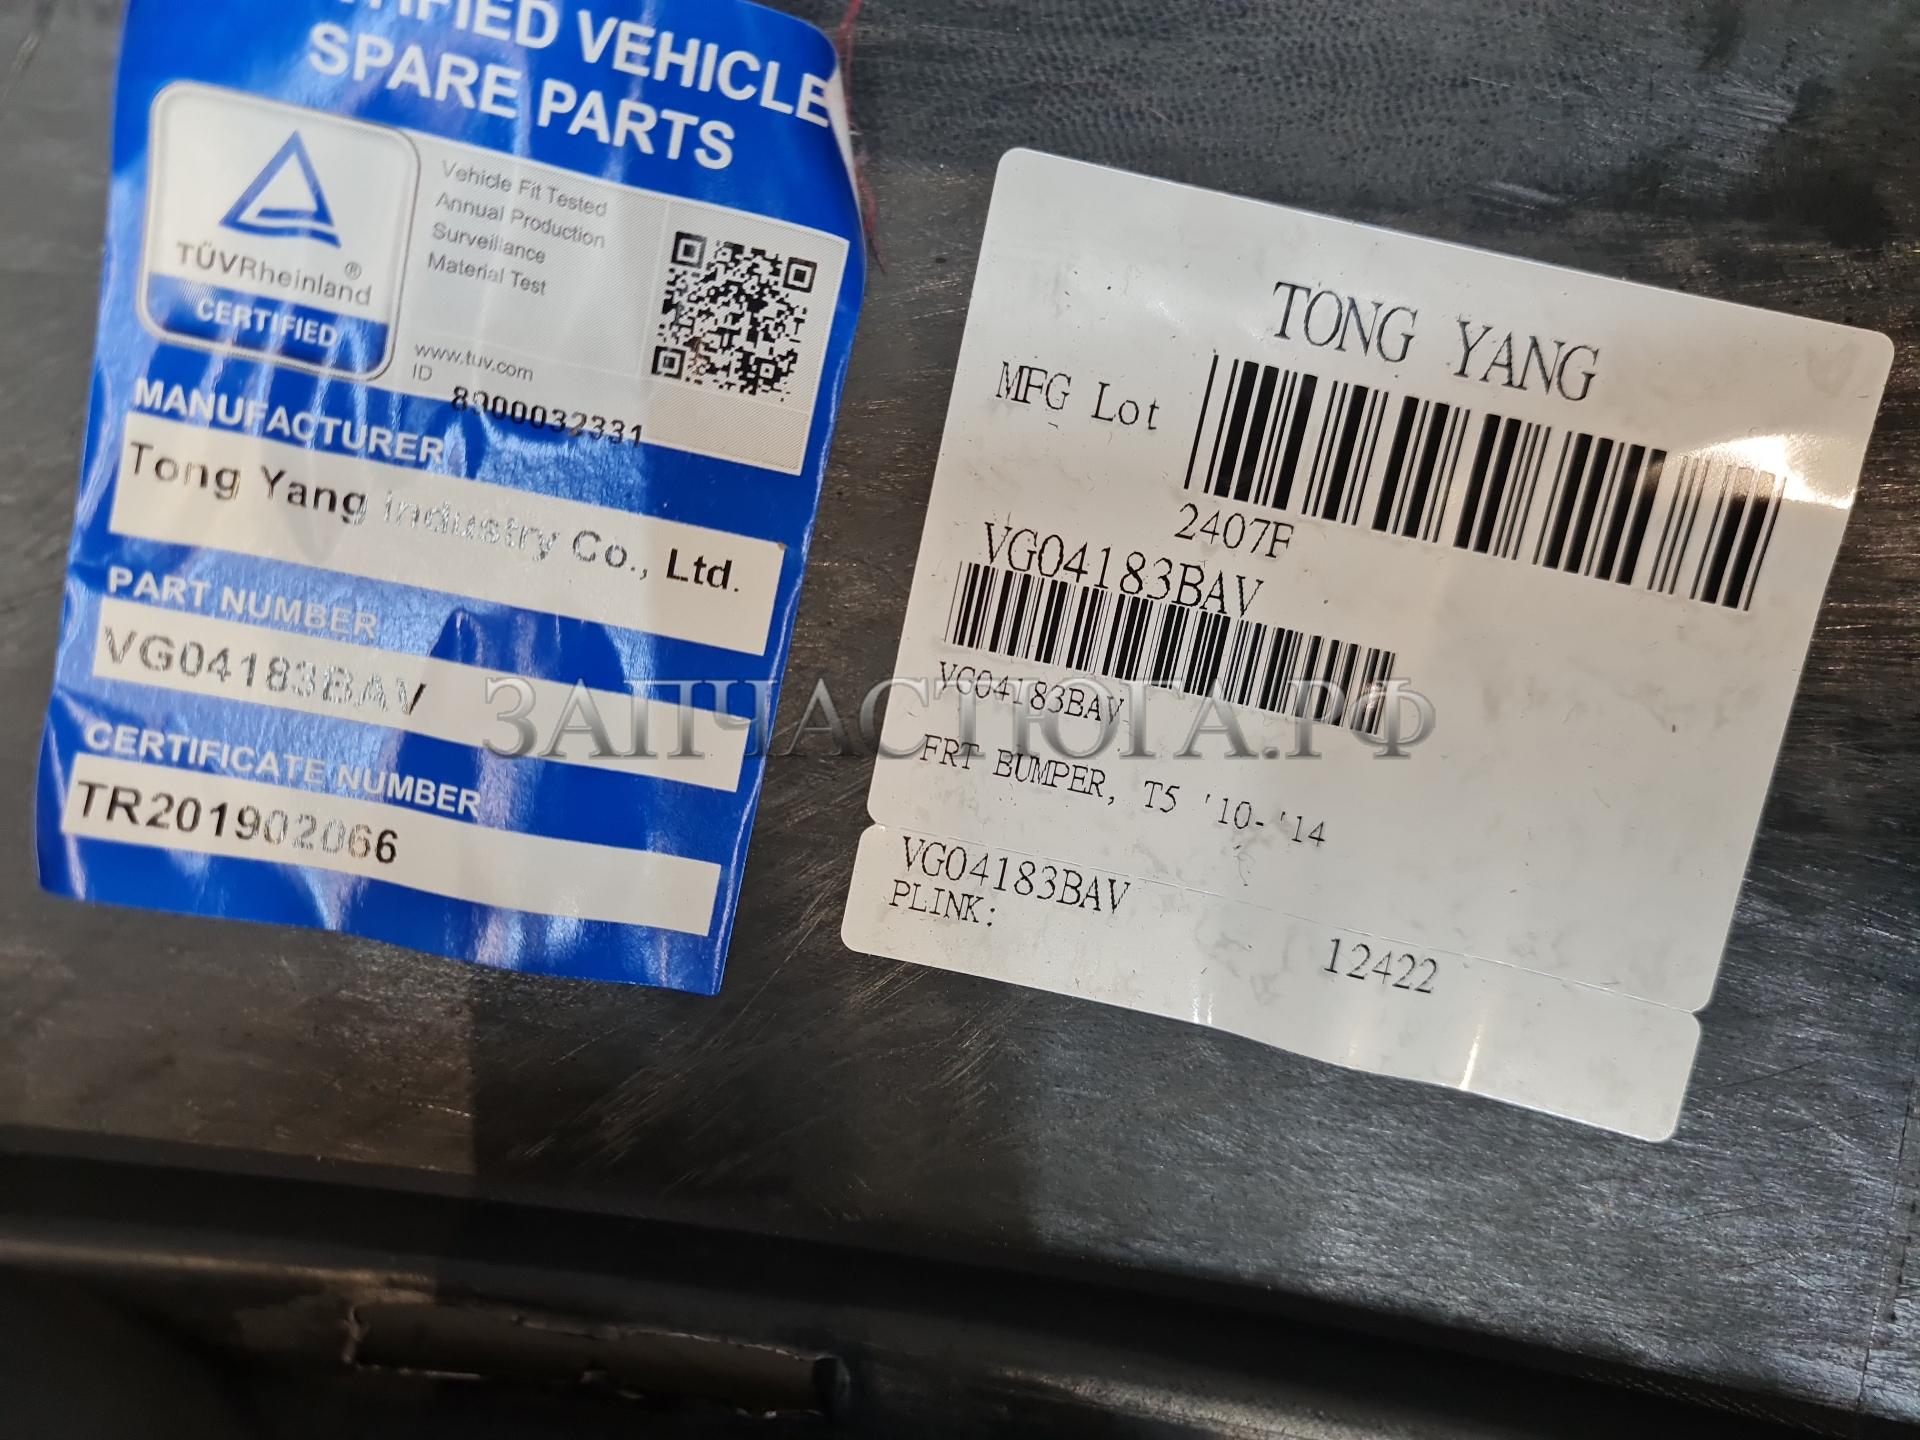 VEHICLE
SPARE PARTS
Vehicle Fit Tested
Annual Production
Surveillance
Material Test
TÜVRheinland®
CERTIFIED
www.tuv.com
ID
MANUFACTURER
Tong Yang Industry Co., Ltd.
PART NUMBER
VG04183BAV
CERTIFICATE NUMBER
TR201902066
TONG YANG
MFG Lot
2407F
VG04183BAV
VG04183BAV
FRT BUMPER, T5 '10-'14
VG04183BAV
PLINK:
12422
ЗАПЧАСТЮГА.РФ